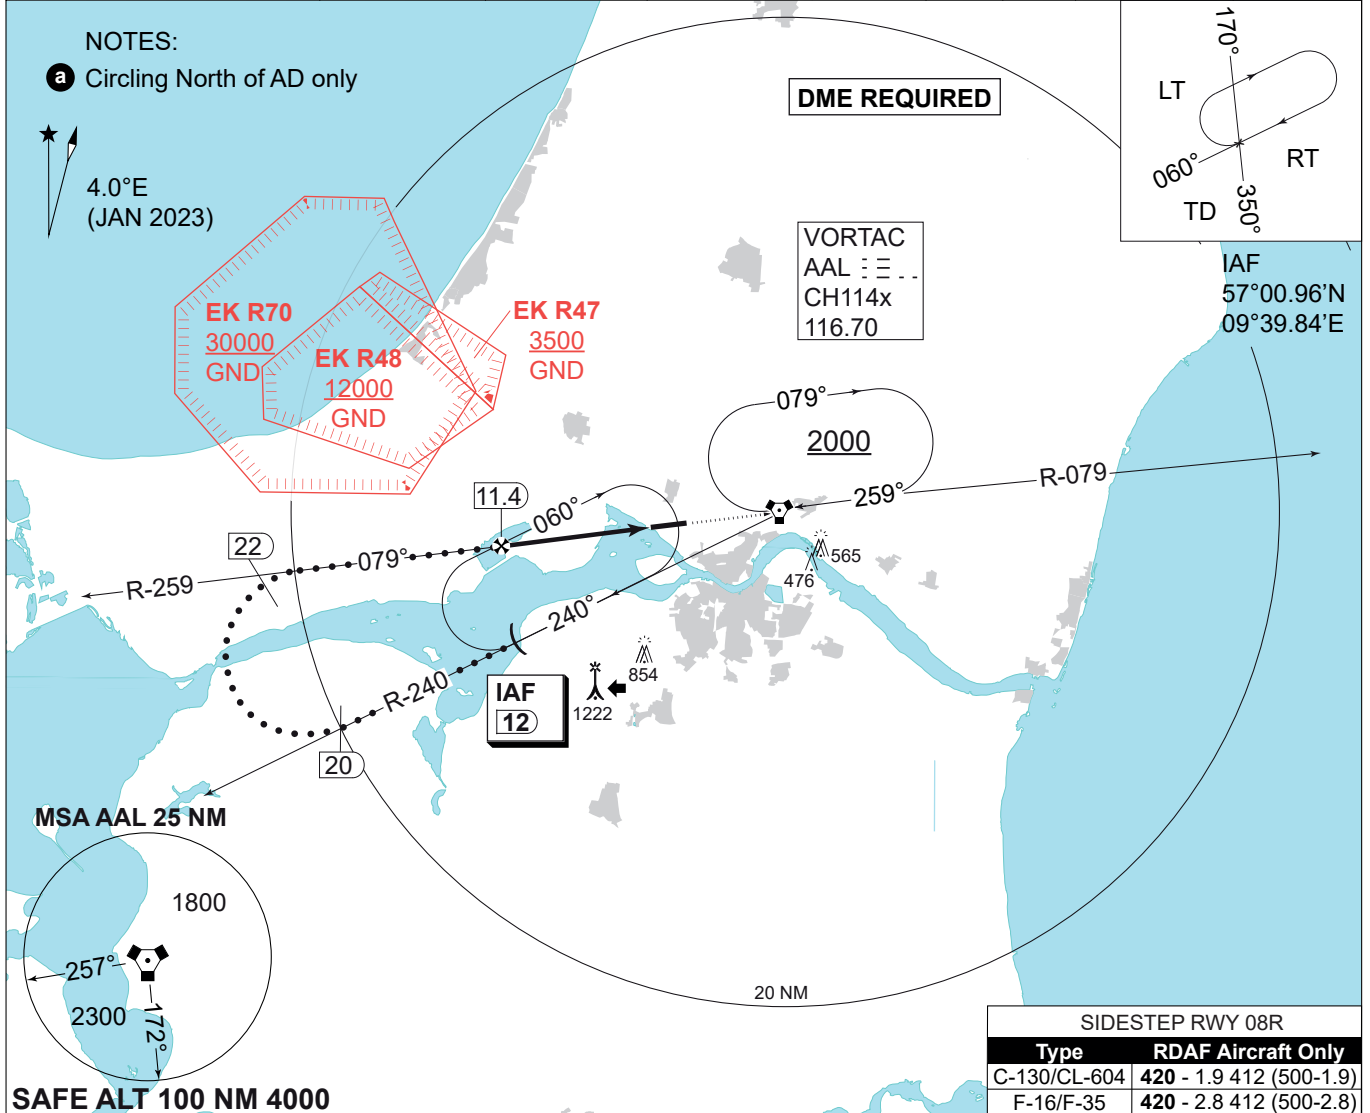 NOTES:
a Circling North of AD only
4.0°E
(JAN 2023)
DME REQUIRED
170°
LT
060°
RT
TD
350°
VORTAC
AAL
CH114x
116.70
IAF
57°00.96'N
09°39.84'E
EK R70
30000
GND
EK R48
12000
GND
EK R47
3500
GND
079°
2000
259°
R-079
11.4
060°
22
079°
R-259
565
476
240°
854
R-240
IAF
12
1222
20
MSA AAL 25 NM
1800
257°
2300
172°
20 NM
SAFE ALT 100 NM 4000
SIDESTEP RWY 08R
Type RDAF Aircraft Only
C-130/CL-604 420 - 1.9 412 (500-1.9)
F-16/F-35 420 - 2.8 412 (500-2.8)